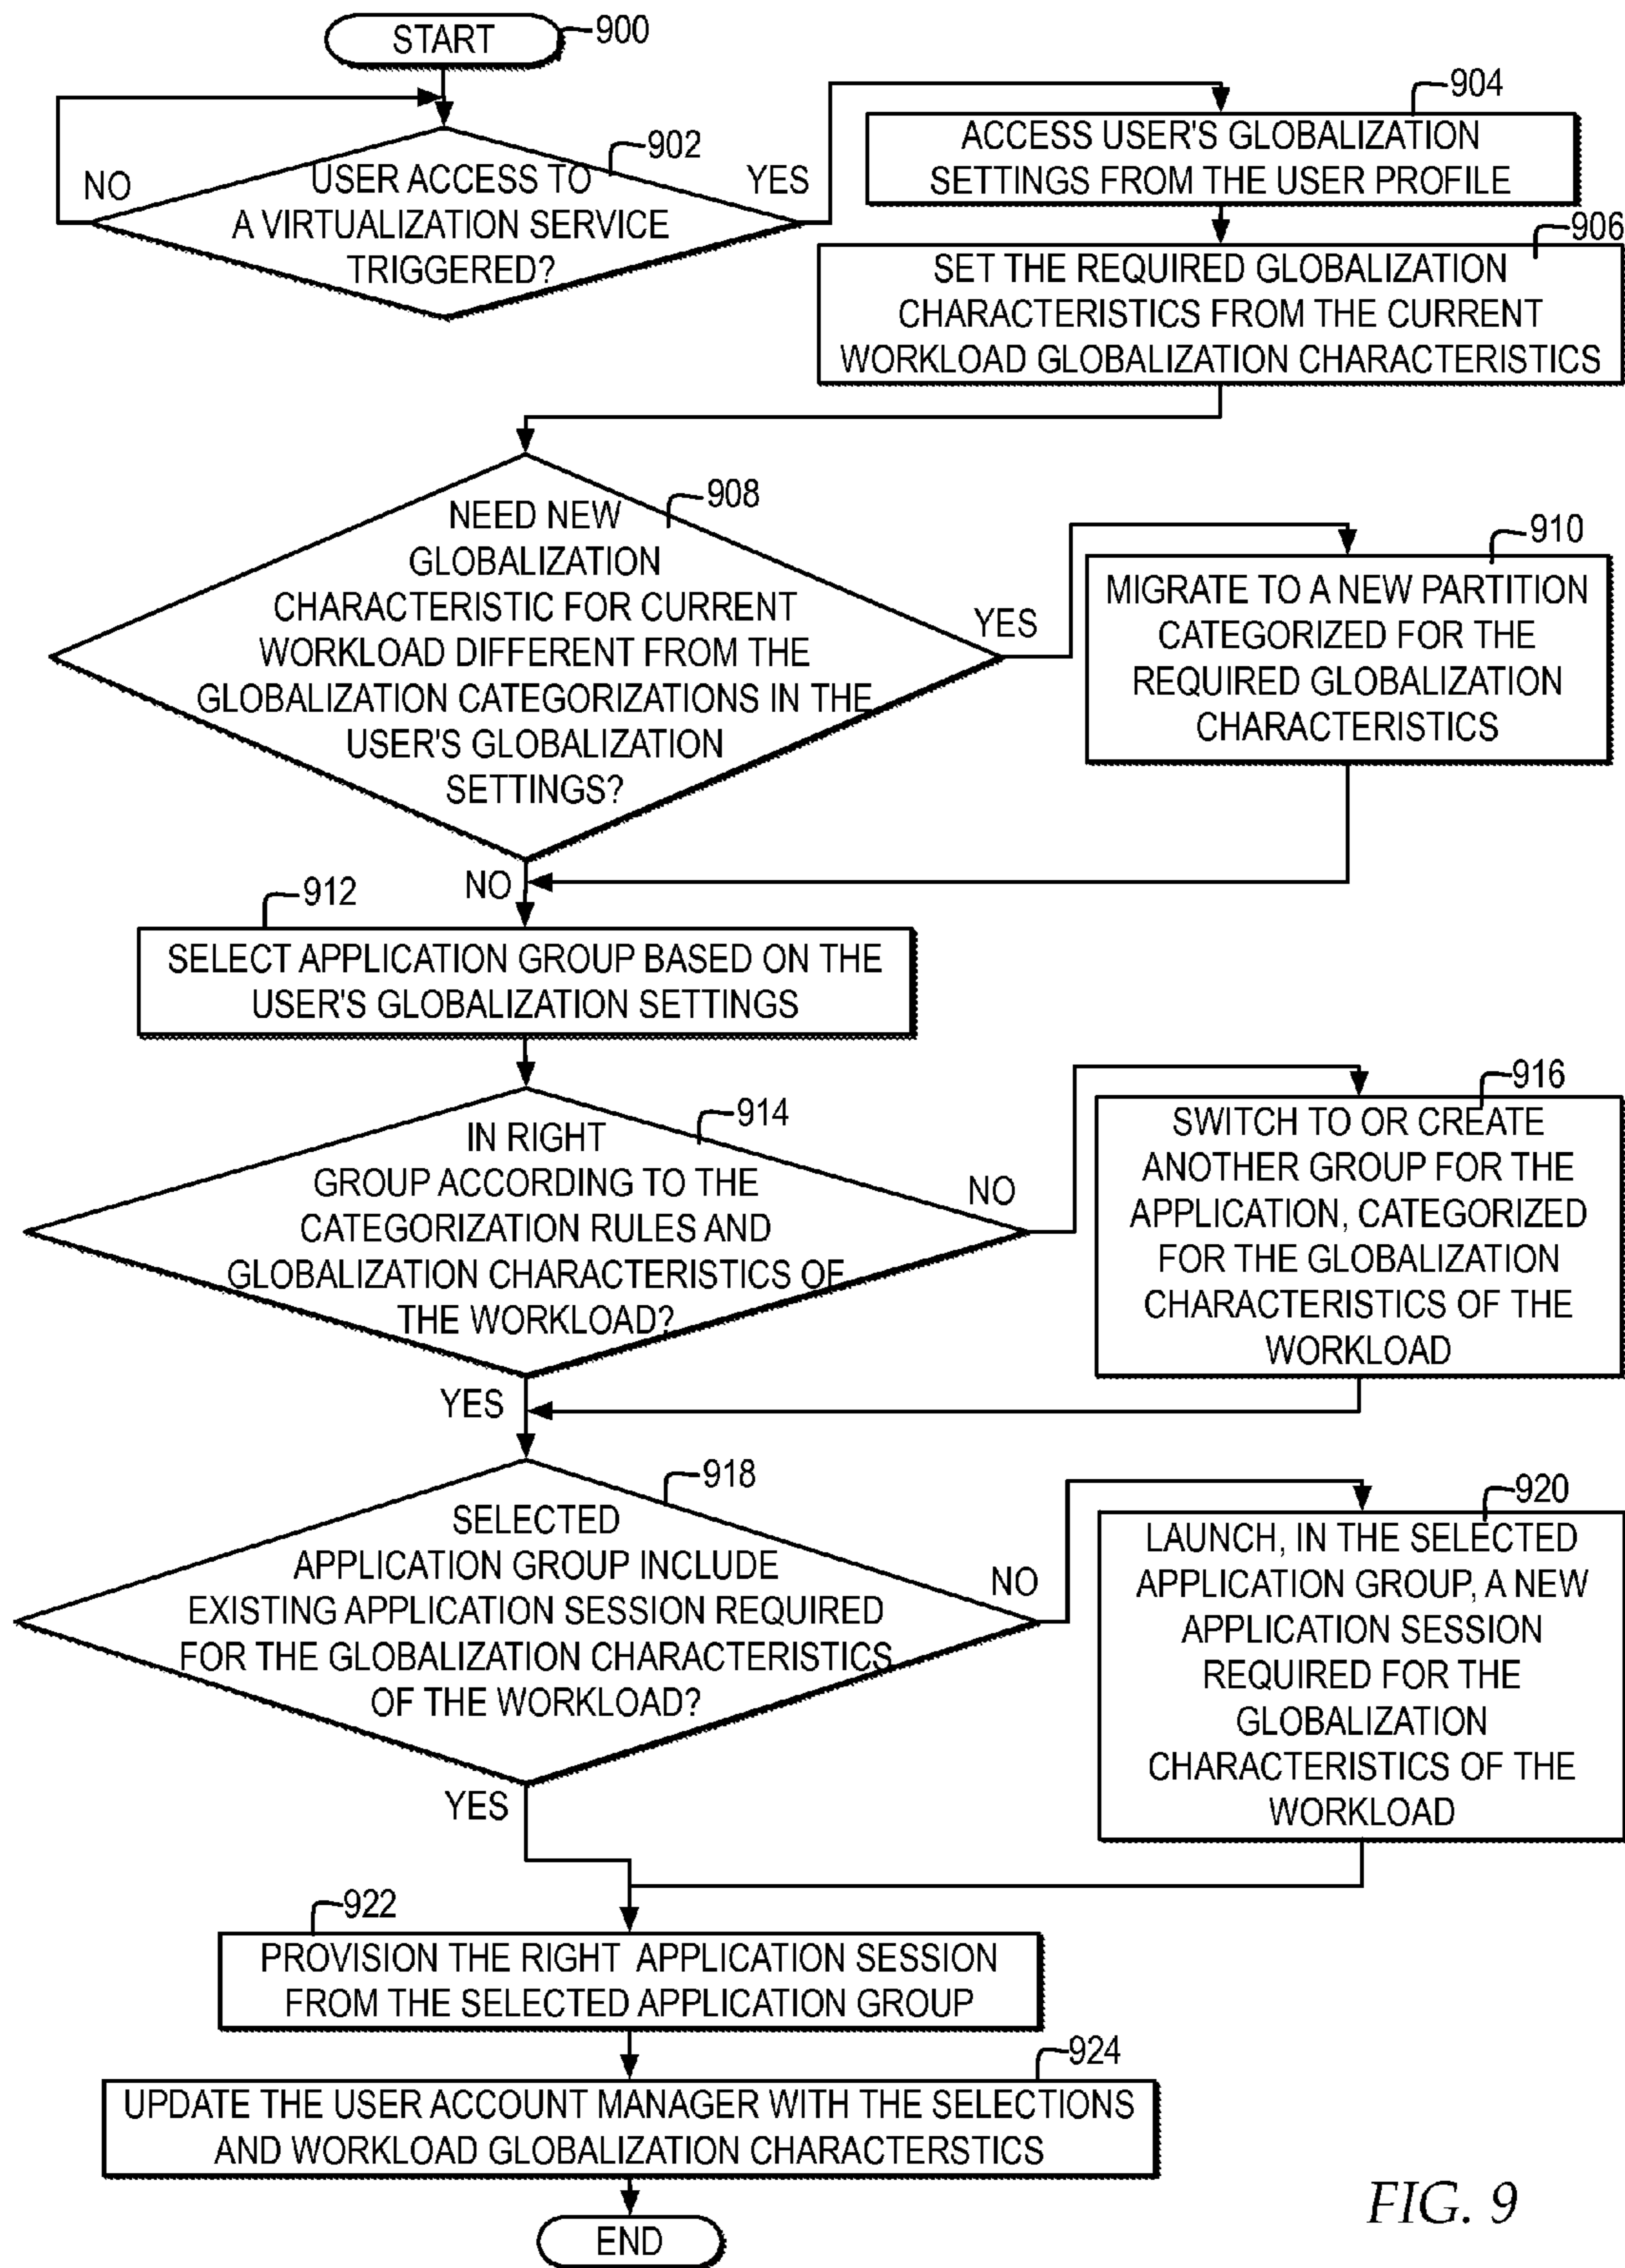 START
900
902
USER ACCESS TO
A VIRTUALIZATION SERVICE
TRIGGERED?
NO
YES
904
ACCESS USER'S GLOBALIZATION
SETTINGS FROM THE USER PROFILE
906
SET THE REQUIRED GLOBALIZATION
CHARACTERISTICS FROM THE CURRENT
WORKLOAD GLOBALIZATION CHARACTERISTICS
908
NEED NEW
GLOBALIZATION
CHARACTERISTIC FOR CURRENT
WORKLOAD DIFFERENT FROM THE
GLOBALIZATION CATEGORIZATIONS IN THE
USER'S GLOBALIZATION
SETTINGS?
YES
910
MIGRATE TO A NEW PARTITION
CATEGORIZED FOR THE
REQUIRED GLOBALIZATION
CHARACTERISTICS
NO
912
SELECT APPLICATION GROUP BASED ON THE
USER'S GLOBALIZATION SETTINGS
914
IN RIGHT
GROUP ACCORDING TO THE
CATEGORIZATION RULES AND
GLOBALIZATION CHARACTERISTICS OF
THE WORKLOAD?
NO
916
SWITCH TO OR CREATE
ANOTHER GROUP FOR THE
APPLICATION, CATEGORIZED
FOR THE GLOBALIZATION
CHARACTERISTICS OF THE
WORKLOAD
YES
918
SELECTED
APPLICATION GROUP INCLUDE
EXISTING APPLICATION SESSION REQUIRED
FOR THE GLOBALIZATION CHARACTERISTICS
OF THE WORKLOAD?
NO
920
LAUNCH, IN THE SELECTED
APPLICATION GROUP, A NEW
APPLICATION SESSION
REQUIRED FOR THE
GLOBALIZATION
CHARACTERISTICS OF THE
WORKLOAD
YES
922
PROVISION THE RIGHT APPLICATION SESSION
FROM THE SELECTED APPLICATION GROUP
924
UPDATE THE USER ACCOUNT MANAGER WITH THE SELECTIONS
AND WORKLOAD GLOBALIZATION CHARACTERSTICS
END
FIG. 9